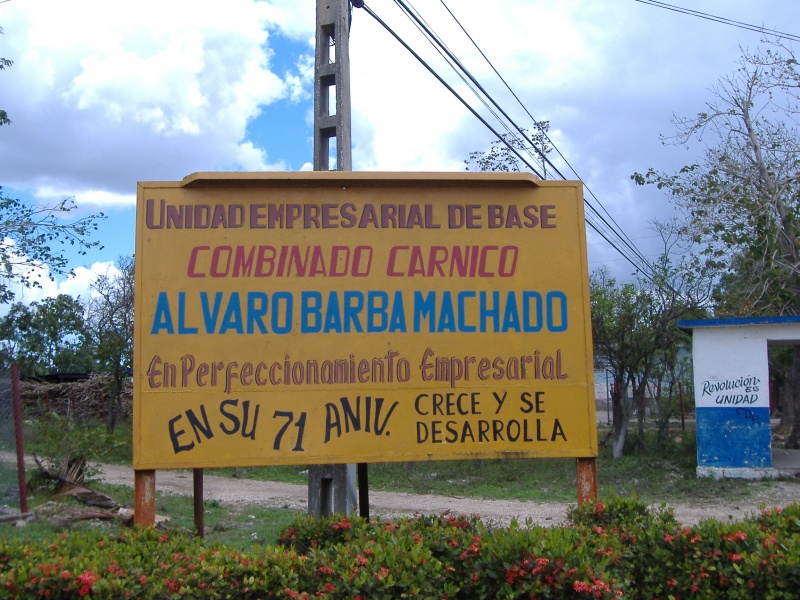 UNIDAD EMPRESARIAL DE BASE
COMBINADO CARNICO
ALVARO BARBA MACHADO
En Perfeccionamiento Empresarial
EN SU 71 ANIV. CRECE Y SE
DESARROLLA
Revolución ES
UNIDAD
CDR